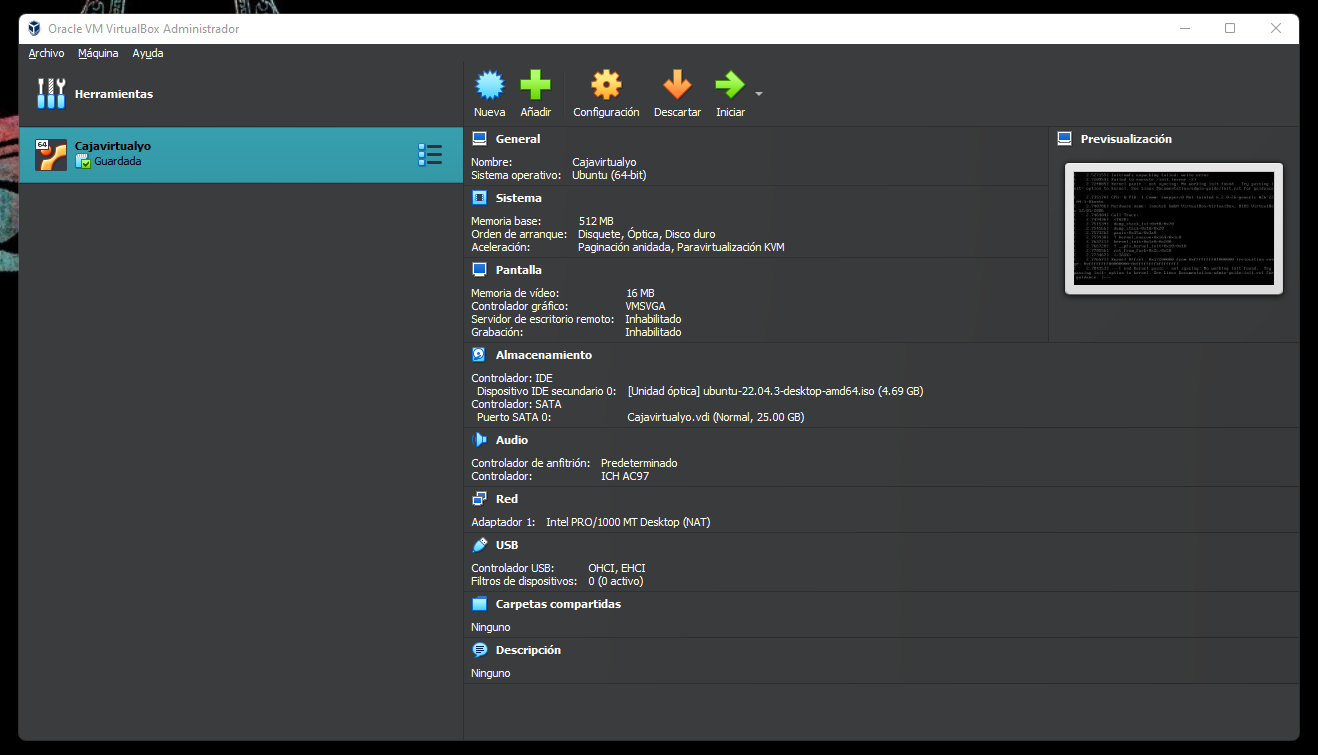 Oracle VM VirtualBox Administrador
Archivo Máquina Ayuda
Herramientas
Nueva Añadir Configuración Descartar Iniciar
64 Cajavirtualyo
Guardada
General
Nombre: Cajavirtualyo
Sistema operativo: Ubuntu (64-bit)
Previsualización
Sistema
Memoria base: 512 MB
Orden de arranque: Disquete, Óptica, Disco duro
Aceleración: Paginación anidada, Paravirtualización KVM
Pantalla
Memoria de vídeo: 16 MB
Controlador gráfico: VMSVGA
Servidor de escritorio remoto: Inhabilitado
Grabación: Inhabilitado
Almacenamiento
Controlador: IDE
Dispositivo IDE secundario 0: [Unidad óptica] ubuntu-22.04.3-desktop-amd64.iso (4.69 GB)
Controlador: SATA
Puerto SATA 0: Cajavirtualyo.vdi (Normal, 25.00 GB)
Audio
Controlador de anfitrión: Predeterminado
Controlador: ICH AC97
Red
Adaptador 1: Intel PRO/1000 MT Desktop (NAT)
USB
Controlador USB: OHCI, EHCI
Filtros de dispositivos: 0 (0 activo)
Carpetas compartidas
Ninguno
Descripción
Ninguno